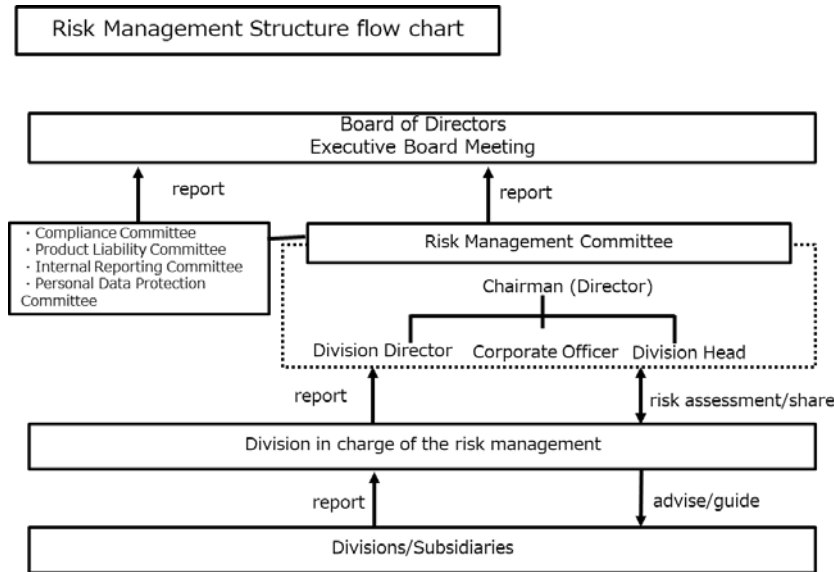 Risk Management Structure flow chart
Board of Directors
Executive Board Meeting
report
report
・Compliance Committee
・Product Liability Committee
・Internal Reporting Committee
・Personal Data Protection
Committee
Risk Management Committee
Chairman (Director)
Division Director
Corporate Officer
Division Head
report
risk assessment/share
Division in charge of the risk management
report
advise/guide
Divisions/Subsidiaries